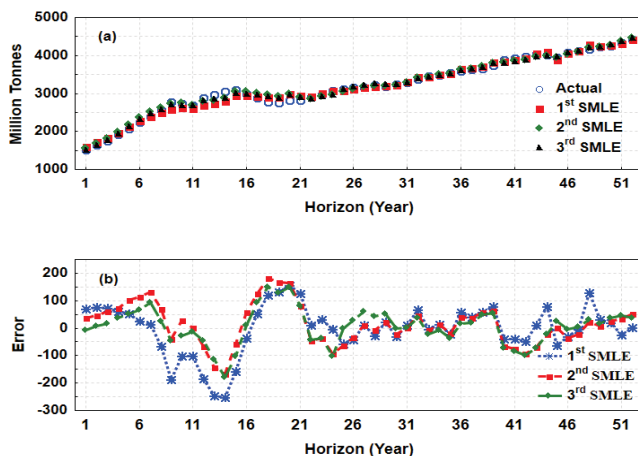 (a)
Million Tonnes
5000
4000
3000
2000
1000
Actual
1st SMLE
2nd SMLE
3rd SMLE
1 6 11 16 21 26 31 36 41 46 51
Horizon (Year)
(b)
Error
200
100
0
-100
-200
-300
1st SMLE
2nd SMLE
3rd SMLE
1 6 11 16 21 26 31 36 41 46 51
Horizon (Year)